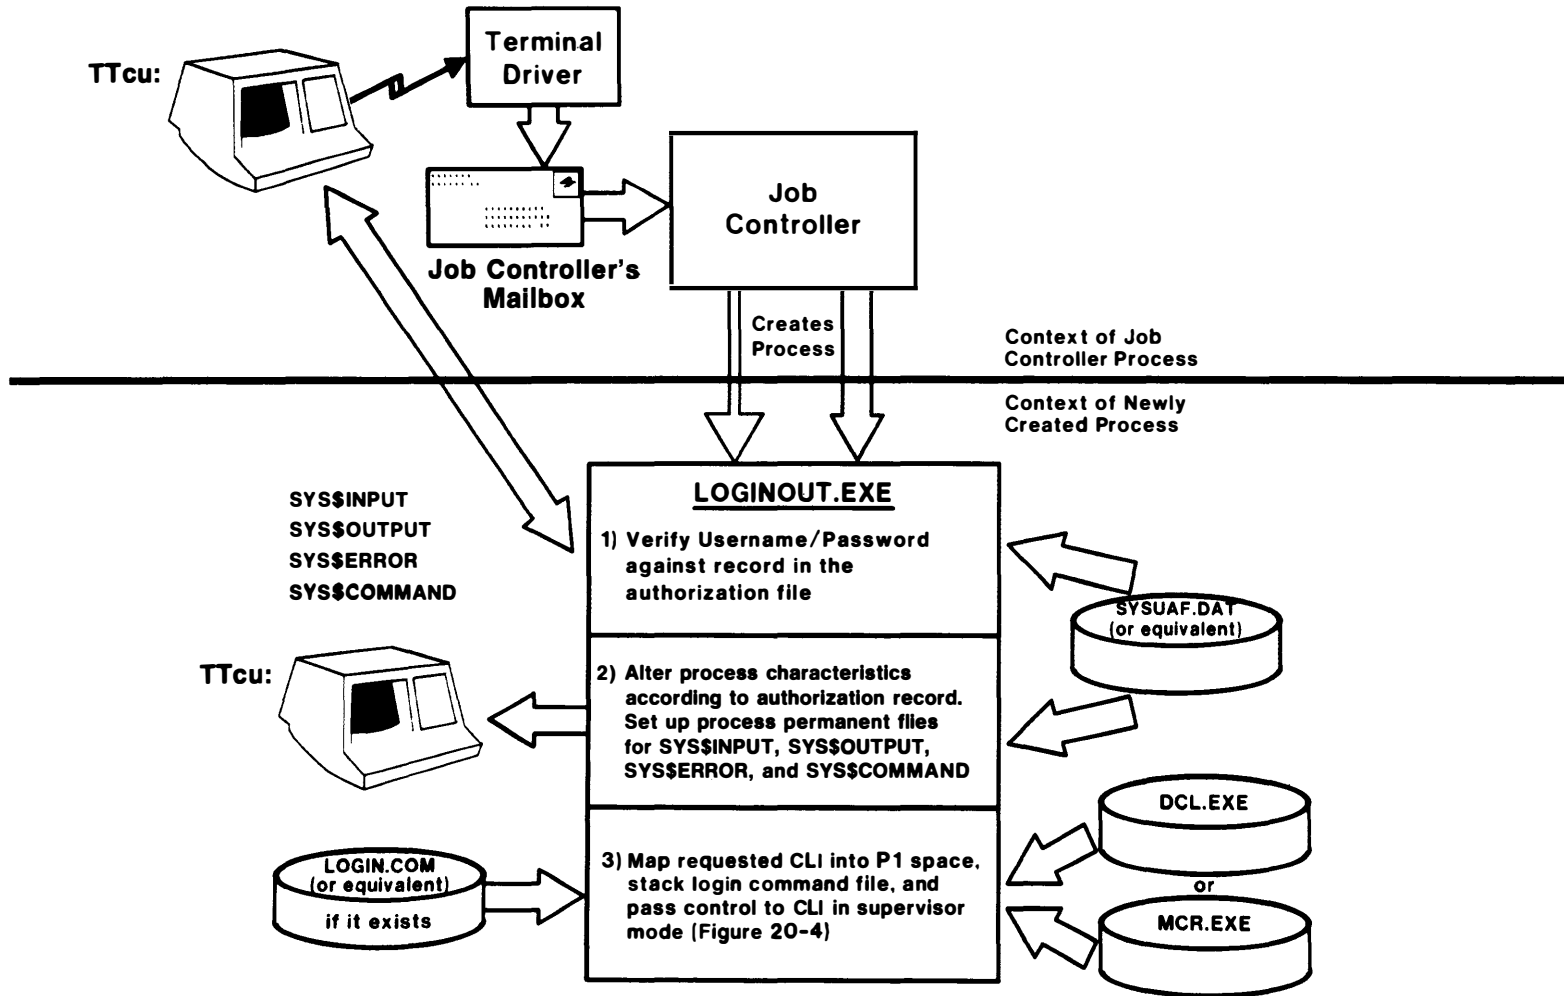 TTcu:
Terminal
Driver
Job Controller's
Mailbox
Job
Controller
Creates
Process
Context of Job
Controller Process
Context of Newly
Created Process
SYS$INPUT
SYS$OUTPUT
SYS$ERROR
SYS$COMMAND
LOGINOUT.EXE
1) Verify Username/Password
against record in the
authorization file
SYSUAF.DAT
(or equivalent)
TTcu:
2) Alter process characteristics
according to authorization record.
Set up process permanent files
for SYS$INPUT, SYS$OUTPUT,
SYS$ERROR, and SYS$COMMAND
LOGIN.COM
(or equivalent)
if it exists
3) Map requested CLI into P1 space,
stack login command file, and
pass control to CLI in supervisor
mode (Figure 20-4)
DCL.EXE
or
MCR.EXE